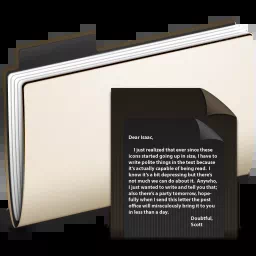 Dear Isaac,
I just realized that ever since these
icons started going up in size, I have to
write polite things in the text because
it's actually capable of being read. I
know it's a bit depressing but there's
not much we can do about it. Anywho,
I just wanted to write and tell you that;
also there's a party tomorrow, hope-
fully when I send this letter the post
office will miraculously bring it to you
in less than a day.
Doubtful,
Scott